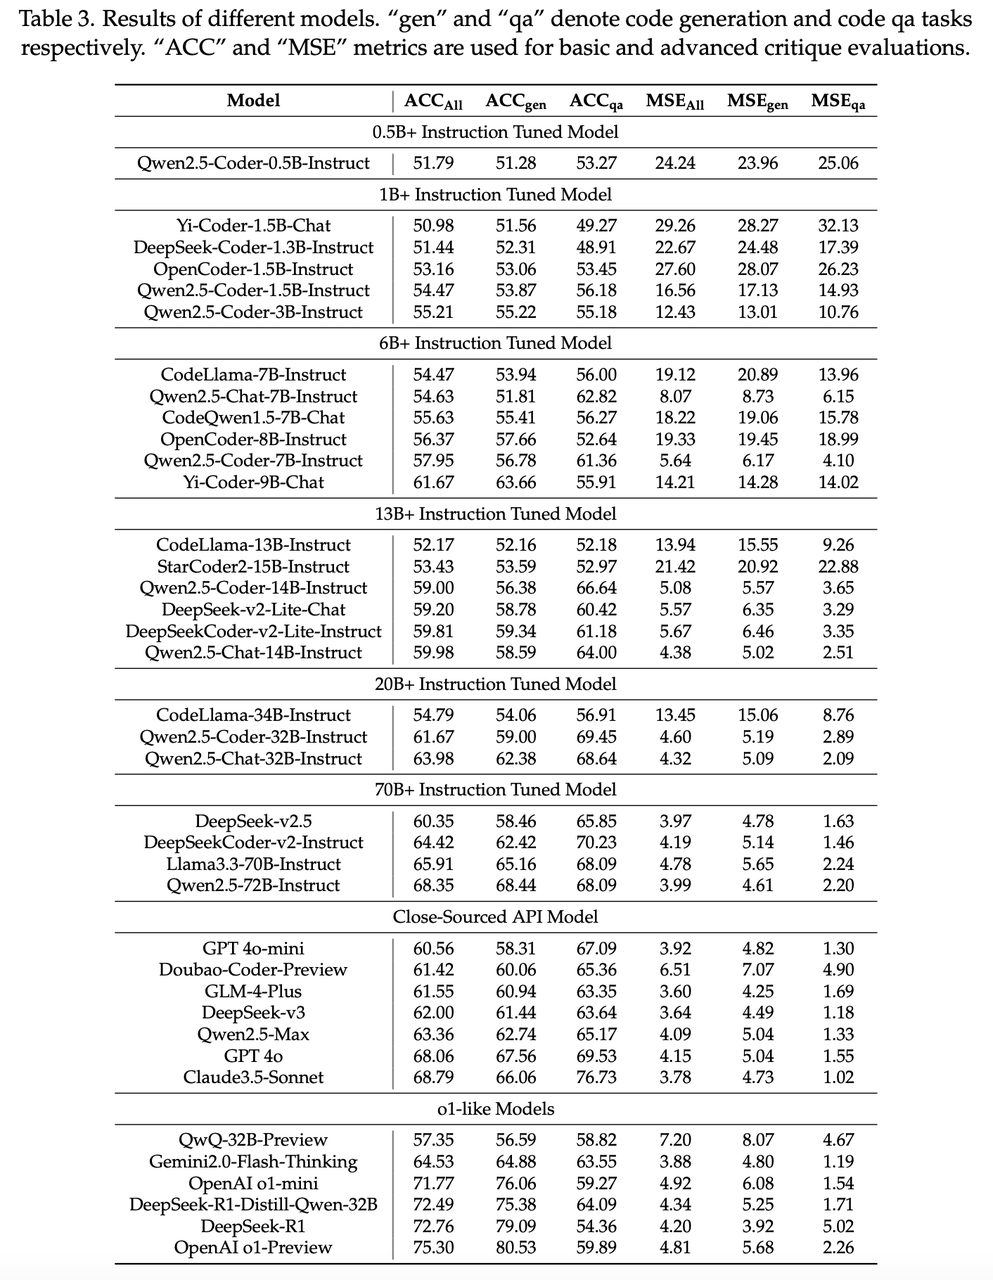 Table 3. Results of different models. “gen” and “qa” denote code generation and code qa tasks
respectively. “ACC” and “MSE” metrics are used for basic and advanced critique evaluations.
Model ACCAll ACCgen ACCqa MSEAll MSEgen MSEqa
0.5B+ Instruction Tuned Model
Qwen2.5-Coder-0.5B-Instruct 51.79 51.28 53.27 24.24 23.96 25.06
1B+ Instruction Tuned Model
Yi-Coder-1.5B-Chat 50.98 51.56 49.27 29.26 28.27 32.13
DeepSeek-Coder-1.3B-Instruct 51.44 52.31 48.91 22.67 24.48 17.39
OpenCoder-1.5B-Instruct 53.16 53.06 53.45 27.60 28.07 26.23
Qwen2.5-Coder-1.5B-Instruct 54.47 53.87 56.18 16.56 17.13 14.93
Qwen2.5-Coder-3B-Instruct 55.21 55.22 55.18 12.43 13.01 10.76
6B+ Instruction Tuned Model
CodeLlama-7B-Instruct 54.47 53.94 56.00 19.12 20.89 13.96
Qwen2.5-Chat-7B-Instruct 54.63 51.81 62.82 8.07 8.73 6.15
CodeQwen1.5-7B-Chat 55.63 55.41 56.27 18.22 19.06 15.78
OpenCoder-8B-Instruct 56.37 57.66 52.64 19.33 19.45 18.99
Qwen2.5-Coder-7B-Instruct 57.95 56.78 61.36 5.64 6.17 4.10
Yi-Coder-9B-Chat 61.67 63.66 55.91 14.21 14.28 14.02
13B+ Instruction Tuned Model
CodeLlama-13B-Instruct 52.17 52.16 52.18 13.94 15.55 9.26
StarCoder2-15B-Instruct 53.43 53.59 52.97 21.42 20.92 22.88
Qwen2.5-Coder-14B-Instruct 59.00 56.38 66.64 5.08 5.57 3.65
DeepSeek-v2-Lite-Chat 59.20 58.78 60.42 5.57 6.35 3.29
DeepSeekCoder-v2-Lite-Instruct 59.81 59.34 61.18 5.67 6.46 3.35
Qwen2.5-Chat-14B-Instruct 59.98 58.59 64.00 4.38 5.02 2.51
20B+ Instruction Tuned Model
CodeLlama-34B-Instruct 54.79 54.06 56.91 13.45 15.06 8.76
Qwen2.5-Coder-32B-Instruct 61.67 59.00 69.45 4.60 5.19 2.89
Qwen2.5-Chat-32B-Instruct 63.98 62.38 68.64 4.32 5.09 2.09
70B+ Instruction Tuned Model
DeepSeek-v2.5 60.35 58.46 65.85 3.97 4.78 1.63
DeepSeekCoder-v2-Instruct 64.42 62.42 70.23 4.19 5.14 1.46
Llama3.3-70B-Instruct 65.91 65.16 68.09 4.78 5.65 2.24
Qwen2.5-72B-Instruct 68.35 68.44 68.09 3.99 4.61 2.20
Close-Sourced API Model
GPT 4o-mini 60.56 58.31 67.09 3.92 4.82 1.30
Doubao-Coder-Preview 61.42 60.06 65.36 6.51 7.07 4.90
GLM-4-Plus 61.55 60.94 63.35 3.60 4.25 1.69
DeepSeek-v3 62.00 61.44 63.64 3.64 4.49 1.18
Qwen2.5-Max 63.36 62.74 65.17 4.09 5.04 1.33
GPT 4o 68.06 67.56 69.53 4.15 5.04 1.55
Claude3.5-Sonnet 68.79 66.06 76.73 3.78 4.73 1.02
o1-like Models
QwQ-32B-Preview 57.35 56.59 58.82 7.20 8.07 4.67
Gemini2.0-Flash-Thinking 64.53 64.88 63.55 3.88 4.80 1.19
OpenAI o1-mini 71.77 76.06 59.27 4.92 6.08 1.54
DeepSeek-R1-Distill-Qwen-32B 72.49 75.38 64.09 4.34 5.25 1.71
DeepSeek-R1 72.76 79.09 54.36 4.20 3.92 5.02
OpenAI o1-Preview 75.30 80.53 59.89 4.81 5.68 2.26